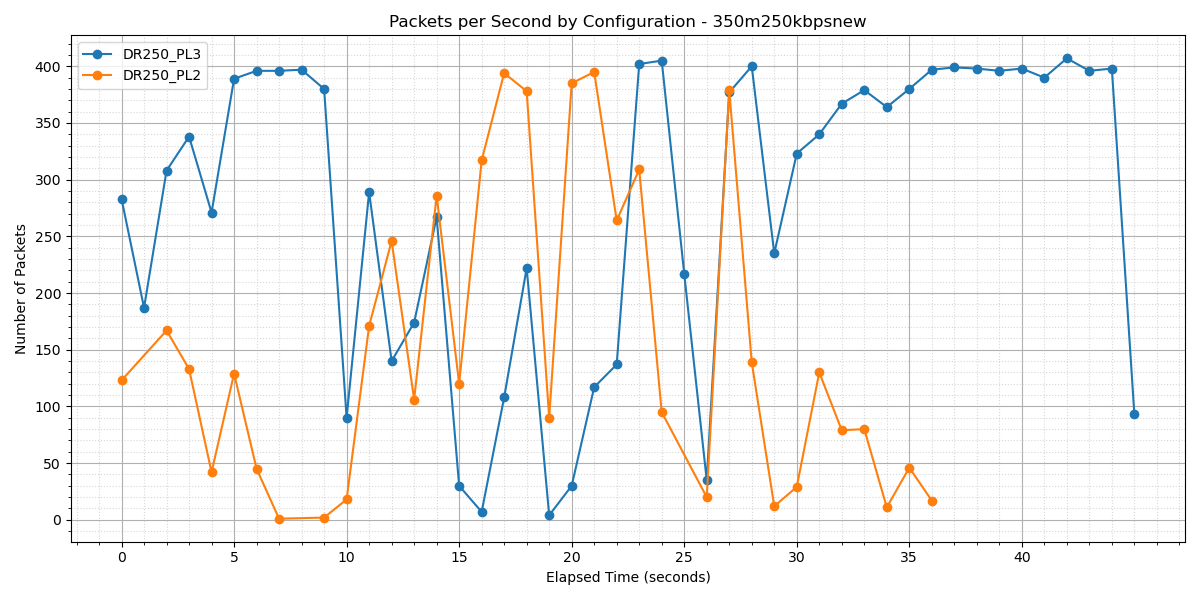 Packets per Second by Configuration - 350m250kbpsnew
DR250_PL3
DR250_PL2
400
350
300
250
200
150
100
50
0
Number of Packets
0 5 10 15 20 25 30 35 40
Elapsed Time (seconds)